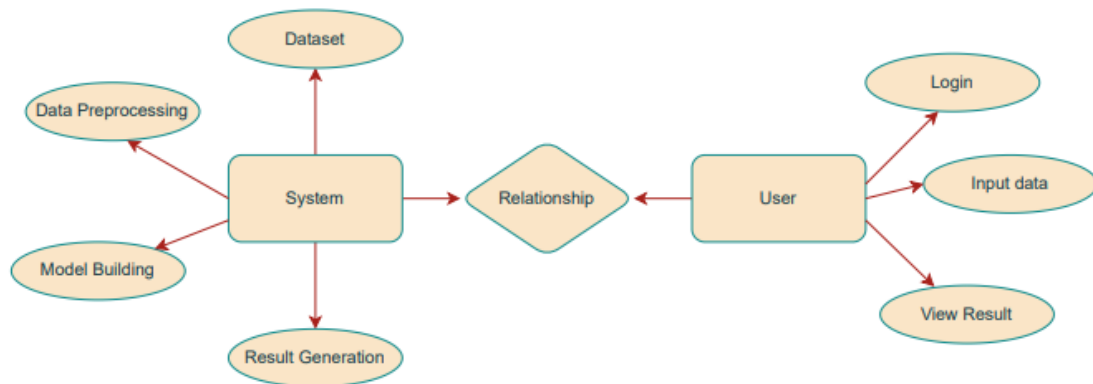 Dataset
Login
Data Preprocessing
Input data
System
Relationship
User
Model Building
View Result
Result Generation